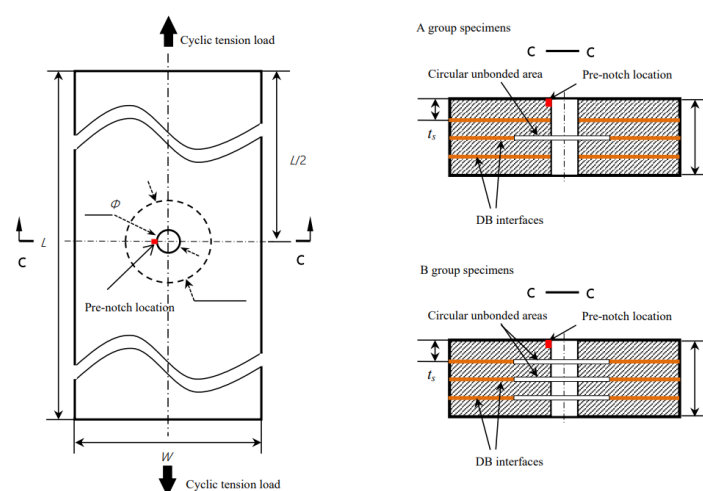 Cyclic tension load
L/2
Φ
L
C
C
Pre-notch location
W
Cyclic tension load
A group specimens
C C
Circular unbonded area
Pre-notch location
ts
DB interfaces
B group specimens
C C
Circular unbonded areas
Pre-notch location
ts
DB interfaces